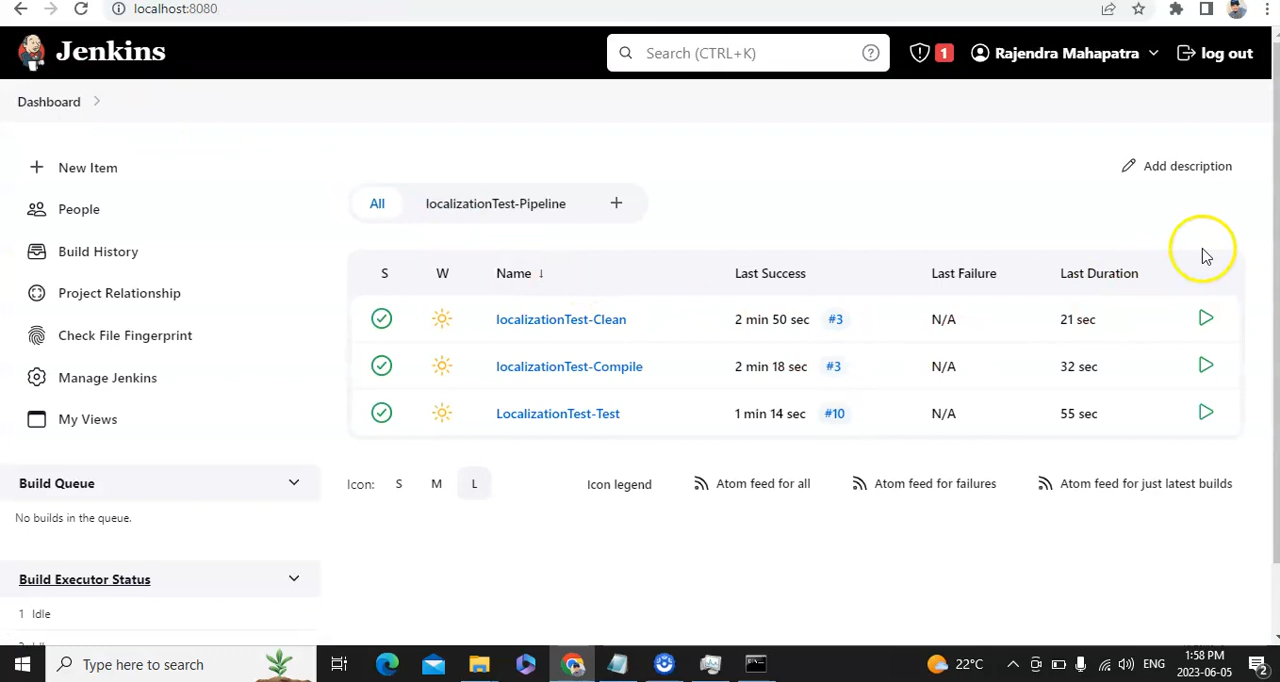 localhost:8080
Jenkins
Search (CTRL+K)
1
Rajendra Mahapatra
log out
Dashboard
New Item
People
Build History
Project Relationship
Check File Fingerprint
Manage Jenkins
My Views
Build Queue
No builds in the queue.
Build Executor Status
1 Idle
Add description
All localizationTest-Pipeline +
S W Name ↓ Last Success Last Failure Last Duration
localizationTest-Clean 2 min 50 sec #3 N/A 21 sec
localizationTest-Compile 2 min 18 sec #3 N/A 32 sec
LocalizationTest-Test 1 min 14 sec #10 N/A 55 sec
Icon: S M L Icon legend Atom feed for all Atom feed for failures Atom feed for just latest builds
Type here to search
22°C
ENG
1:58 PM
2023-06-05
2